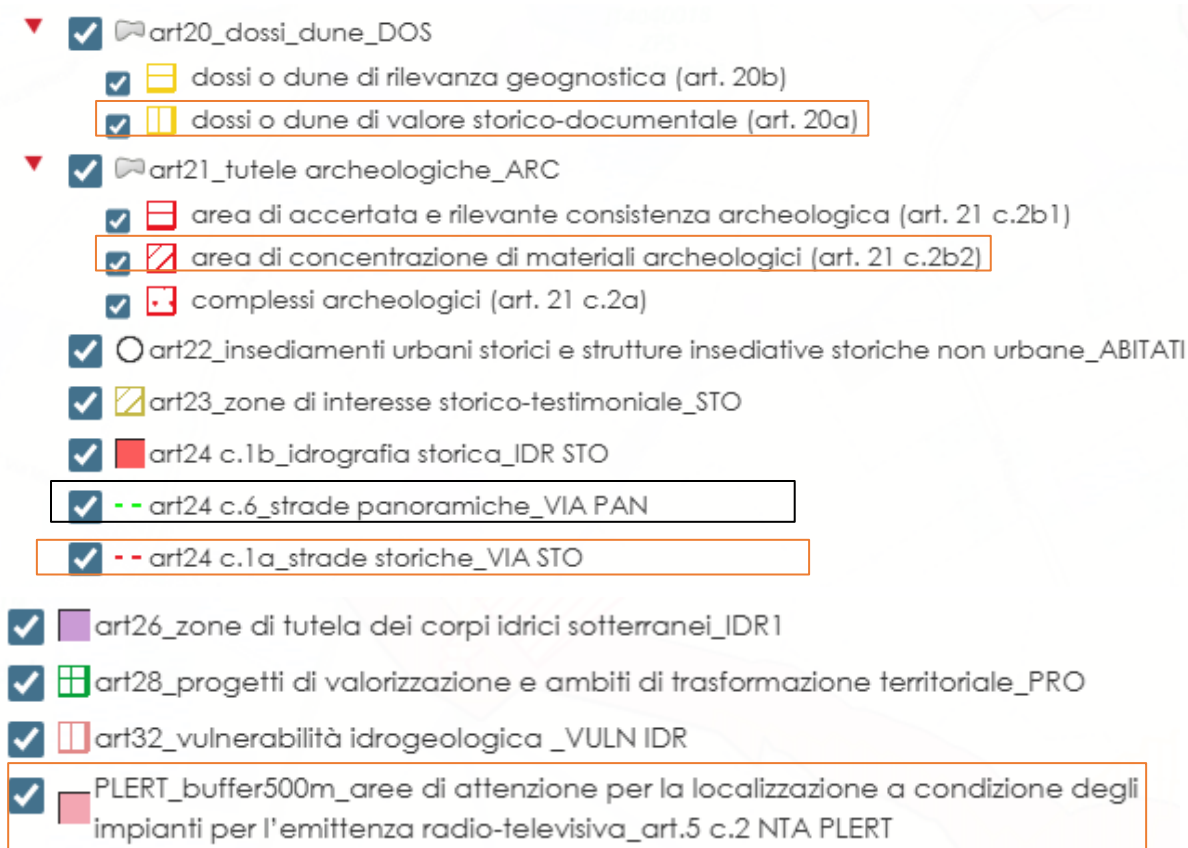 art20_dossi_dune_DOS
dossi o dune di rilevanza geognostica (art. 20b)
dossi o dune di valore storico-documentale (art. 20a)
art21_tutele archeologiche_ARC
area di accertata e rilevante consistenza archeologica (art. 21 c.2b1)
area di concentrazione di materiali archeologici (art. 21 c.2b2)
complessi archeologici (art. 21 c.2a)
art22_insediamenti urbani storici e strutture insediative storiche non urbane_ABITATI
art23_zone di interesse storico-testimoniale_STO
art24 c.1b_idrografia storica_IDR STO
art24 c.6_strade panoramiche_VIA PAN
art24 c.1a_strade storiche_VIA STO
art26_zone di tutela dei corpi idrici sotterranei_IDR1
art28_progetti di valorizzazione e ambiti di trasformazione territoriale_PRO
art32_vulnerabilità idrogeologica _VULN IDR
PLERT_buffer500m_aree di attenzione per la localizzazione a condizione degli
impianti per l'emittenza radio-televisiva_art.5 c.2 NTA PLERT